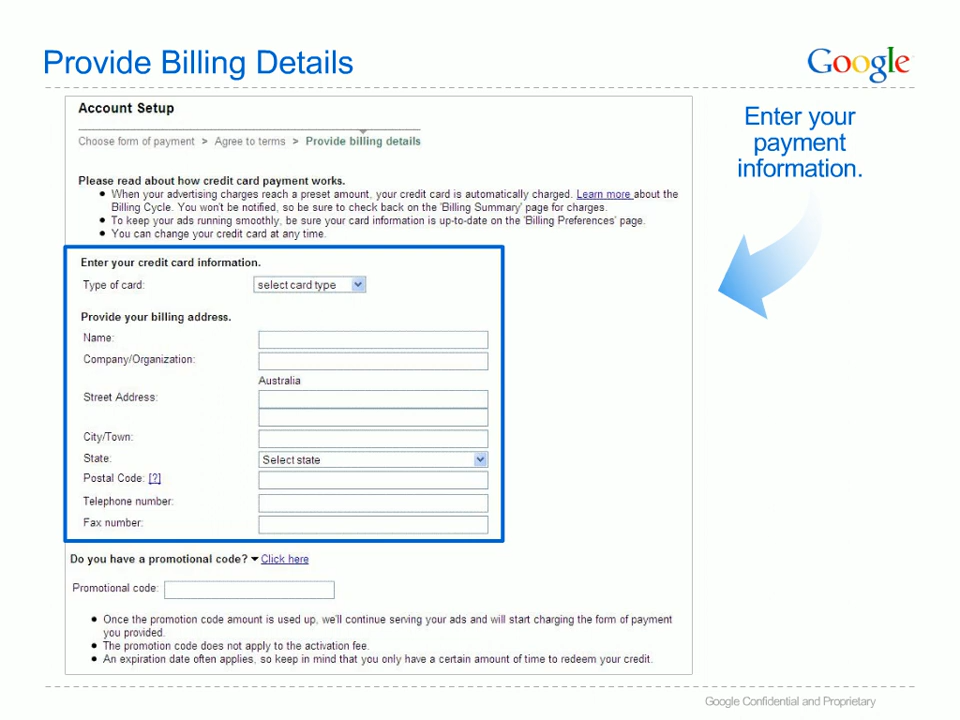 Provide Billing Details
Google
Account Setup
Choose form of payment > Agree to terms > Provide billing details
Enter your
payment
information.
Please read about how credit card payment works.
When your advertising charges reach a preset amount, your credit card is automatically charged. Learn more about the
Billing Cycle. You won't be notified, so be sure to check back on the 'Billing Summary' page for charges.
To keep your ads running smoothly, be sure your card information is up-to-date on the 'Billing Preferences' page.
You can change your credit card at any time.
Enter your credit card information.
Type of card: select card type
Provide your billing address.
Name:
Company/Organization:
Australia
Street Address:
City/Town:
State: Select state
Postal Code: [?]
Telephone number:
Fax number:
Do you have a promotional code? Click here
Promotional code:
Once the promotion code amount is used up, we'll continue serving your ads and will start charging the form of payment
you provided.
The promotion code does not apply to the activation fee.
An expiration date often applies, so keep in mind that you only have a certain amount of time to redeem your credit.
Google Confidential and Proprietary